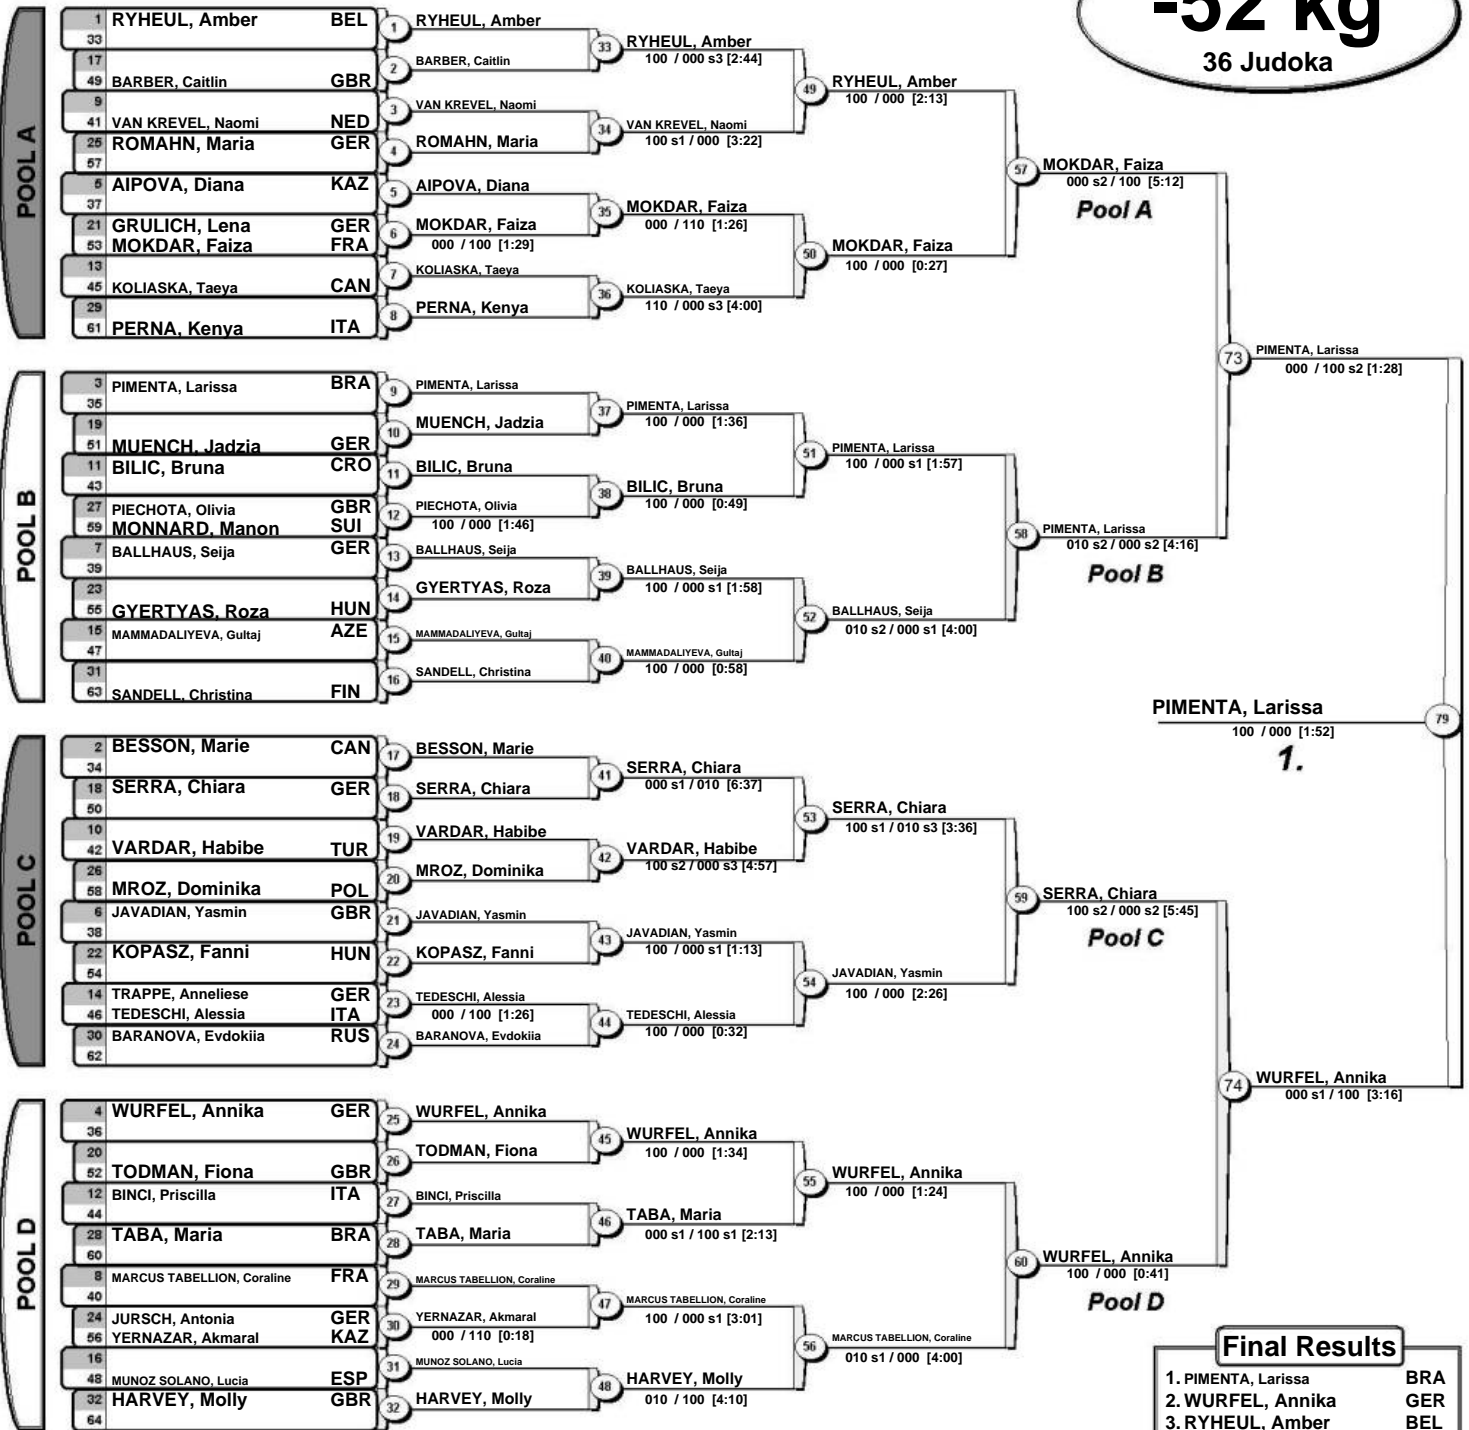 -52 kg
36 Judoka
POOL A
1 RYHEUL, Amber BEL
33
17
49 BARBER, Caitlin GBR
9
41 VAN KREVEL, Naomi NED
25 ROMAHN, Maria GER
57
5 AIPOVA, Diana KAZ
37
21 GRULICH, Lena GER
53 MOKDAR, Faiza FRA
13
45 KOLIASKA, Taeya CAN
29
61 PERNA, Kenya ITA
1 RYHEUL, Amber
2 BARBER, Caitlin
3 VAN KREVEL, Naomi
4 ROMAHN, Maria
5 AIPOVA, Diana
6 MOKDAR, Faiza
000 / 100 [1:29]
7 KOLIASKA, Taeya
8 PERNA, Kenya
33 RYHEUL, Amber
100 / 000 s3 [2:44]
34 VAN KREVEL, Naomi
100 s1 / 000 [3:22]
35 MOKDAR, Faiza
000 / 110 [1:26]
36 KOLIASKA, Taeya
110 / 000 s3 [4:00]
49 RYHEUL, Amber
100 / 000 [2:13]
50 MOKDAR, Faiza
100 / 000 [0:27]
57 MOKDAR, Faiza
000 s2 / 100 [5:12]
Pool A
POOL B
3 PIMENTA, Larissa BRA
35
19
51 MUENCH, Jadzia GER
11 BILIC, Bruna CRO
43
27 PIECHOTA, Olivia GBR
59 MONNARD, Manon SUI
7 BALLHAUS, Seija GER
39
23
55 GYERTYAS, Roza HUN
15 MAMMADALIYEVA, Gultaj AZE
47
31
63 SANDELL, Christina FIN
9 PIMENTA, Larissa
10 MUENCH, Jadzia
11 BILIC, Bruna
12 PIECHOTA, Olivia
100 / 000 [1:46]
13 BALLHAUS, Seija
14 GYERTYAS, Roza
15 MAMMADALIYEVA, Gultaj
16 SANDELL, Christina
37 PIMENTA, Larissa
100 / 000 [1:36]
38 BILIC, Bruna
100 / 000 [0:49]
39 BALLHAUS, Seija
100 / 000 s1 [1:58]
40 MAMMADALIYEVA, Gultaj
100 / 000 [0:58]
51 PIMENTA, Larissa
100 / 000 s1 [1:57]
52 BALLHAUS, Seija
010 s2 / 000 s1 [4:00]
58 PIMENTA, Larissa
010 s2 / 000 s2 [4:16]
Pool B
73 PIMENTA, Larissa
000 / 100 s2 [1:28]
PIMENTA, Larissa 79
100 / 000 [1:52]
1.
POOL C
2 BESSON, Marie CAN
34
18 SERRA, Chiara GER
50
10
42 VARDAR, Habibe TUR
26
58 MROZ, Dominika POL
6 JAVADIAN, Yasmin GBR
38
22 KOPASZ, Fanni HUN
54
14 TRAPPE, Anneliese GER
46 TEDESCHI, Alessia ITA
30 BARANOVA, Evdokiia RUS
62
17 BESSON, Marie
18 SERRA, Chiara
19 VARDAR, Habibe
20 MROZ, Dominika
21 JAVADIAN, Yasmin
22 KOPASZ, Fanni
23 TEDESCHI, Alessia
000 / 100 [1:26]
24 BARANOVA, Evdokiia
41 SERRA, Chiara
000 s1 / 010 [6:37]
42 VARDAR, Habibe
100 s2 / 000 s3 [4:57]
43 JAVADIAN, Yasmin
100 / 000 s1 [1:13]
44 TEDESCHI, Alessia
100 / 000 [0:32]
53 SERRA, Chiara
100 s1 / 010 s3 [3:36]
54 JAVADIAN, Yasmin
100 / 000 [2:26]
59 SERRA, Chiara
100 s2 / 000 s2 [5:45]
Pool C
74 WURFEL, Annika
000 s1 / 100 [3:16]
POOL D
4 WURFEL, Annika GER
36
20
52 TODMAN, Fiona GBR
12 BINCI, Priscilla ITA
44
28 TABA, Maria BRA
60
8 MARCUS TABELLION, Coraline FRA
40
24 JURSCH, Antonia GER
56 YERNAZAR, Akmaral KAZ
16
48 MUNOZ SOLANO, Lucia ESP
32 HARVEY, Molly GBR
64
25 WURFEL, Annika
26 TODMAN, Fiona
27 BINCI, Priscilla
28 TABA, Maria
29 MARCUS TABELLION, Coraline
30 YERNAZAR, Akmaral
000 / 110 [0:18]
31 MUNOZ SOLANO, Lucia
32 HARVEY, Molly
45 WURFEL, Annika
100 / 000 [1:34]
46 TABA, Maria
000 s1 / 100 s1 [2:13]
47 MARCUS TABELLION, Coraline
100 / 000 s1 [3:01]
48 HARVEY, Molly
010 / 100 [4:10]
55 WURFEL, Annika
100 / 000 [1:24]
56 MARCUS TABELLION, Coraline
010 s1 / 000 [4:00]
60 WURFEL, Annika
100 / 000 [0:41]
Pool D
Final Results
1. PIMENTA, Larissa BRA
2. WURFEL, Annika GER
3. RYHEUL, Amber BEL